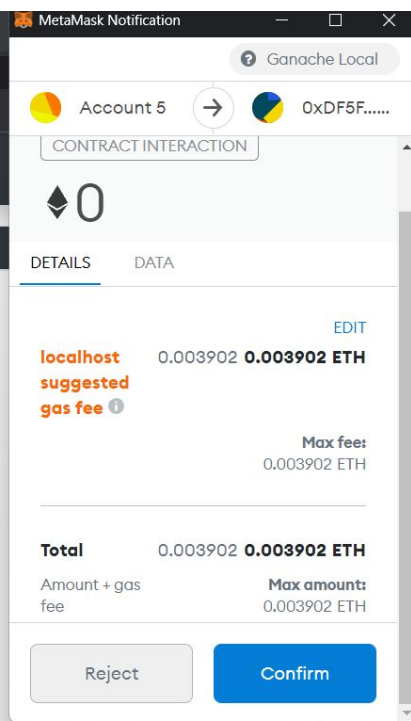 MetaMask Notification
Ganache Local
Account 5 0xDF5F......
CONTRACT INTERACTION
0
DETAILS DATA
EDIT
localhost suggested gas fee 0.003902 0.003902 ETH
Max fee:
0.003902 ETH
Total 0.003902 0.003902 ETH
Amount + gas fee Max amount:
0.003902 ETH
Reject Confirm